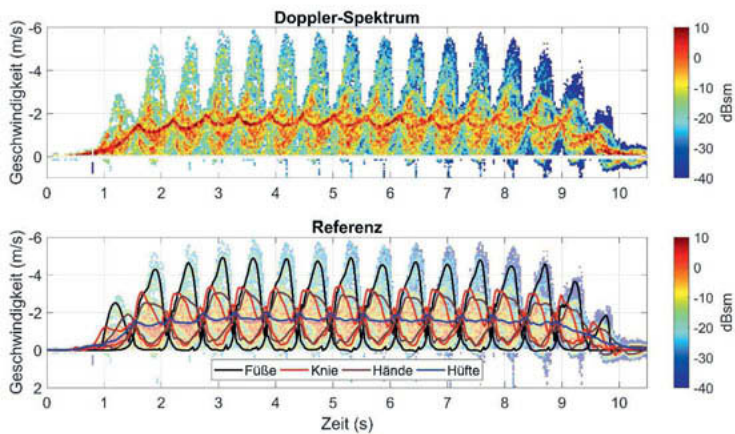 Doppler-Spektrum
Geschwindigkeit (m/s)
-6
-4
-2
0
0 1 2 3 4 5 6 7 8 9 10
10
0
-10
-20
-30
-40
dBsm
Referenz
Geschwindigkeit (m/s)
-6
-4
-2
0
2
Füße Knie Hände Hüfte
0 1 2 3 4 5 6 7 8 9 10
Zeit (s)
10
0
-10
-20
-30
-40
dBsm